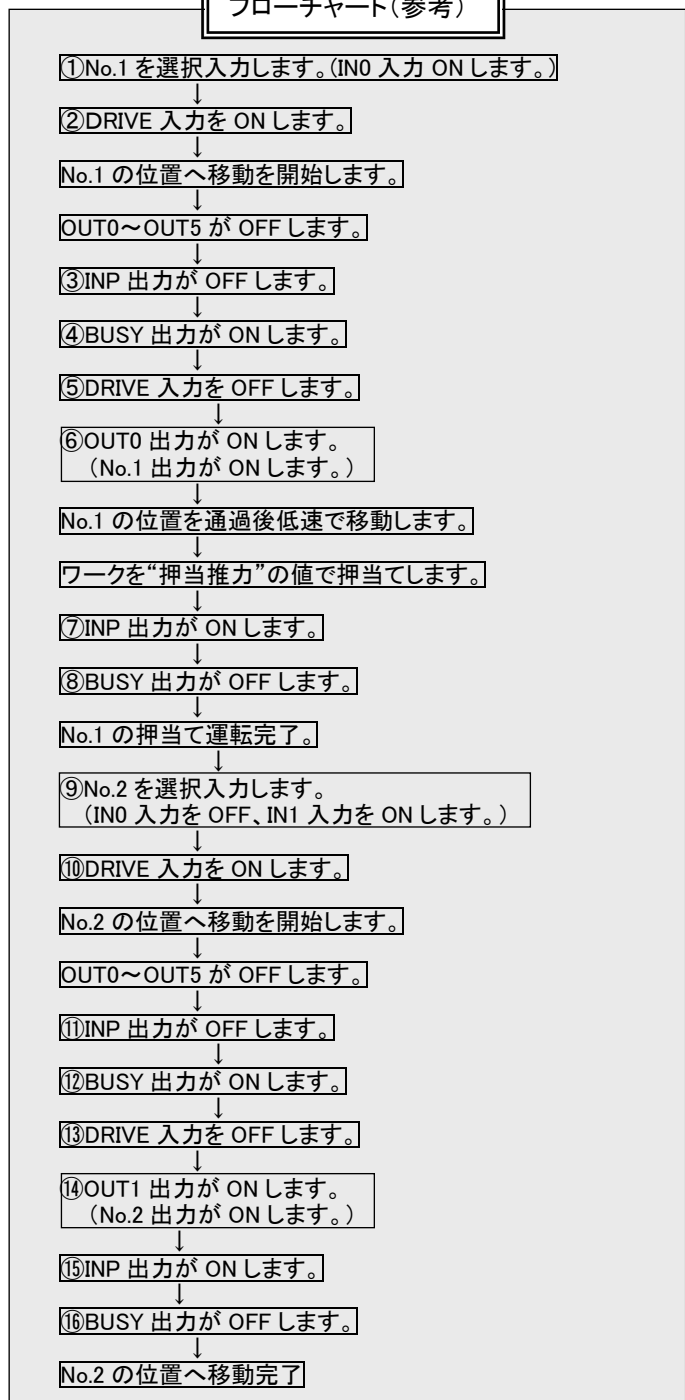 フローチャート（参考）
①No.1 を選択入力します。(IN0 入力 ON します。)
↓
②DRIVE 入力を ON します。
↓
No.1 の位置へ移動を開始します。
↓
OUT0～OUT5 が OFF します。
↓
③INP 出力が OFF します。
↓
④BUSY 出力が ON します。
↓
⑤DRIVE 入力を OFF します。
↓
⑥OUT0 出力が ON します。
（No.1 出力が ON します。）
↓
No.1 の位置を通過後低速で移動します。
↓
ワークを“押当推力”の値で押当てします。
↓
⑦INP 出力が ON します。
↓
⑧BUSY 出力が OFF します。
↓
No.1 の押当て運転完了。
↓
⑨No.2 を選択入力します。
（IN0 入力を OFF、IN1 入力を ON します。）
↓
⑩DRIVE 入力を ON します。
↓
No.2 の位置へ移動を開始します。
↓
OUT0～OUT5 が OFF します。
↓
⑪INP 出力が OFF します。
↓
⑫BUSY 出力が ON します。
↓
⑬DRIVE 入力を OFF します。
↓
⑭OUT1 出力が ON します。
（No.2 出力が ON します。）
↓
⑮INP 出力が ON します。
↓
⑯BUSY 出力が OFF します。
↓
No.2 の位置へ移動完了